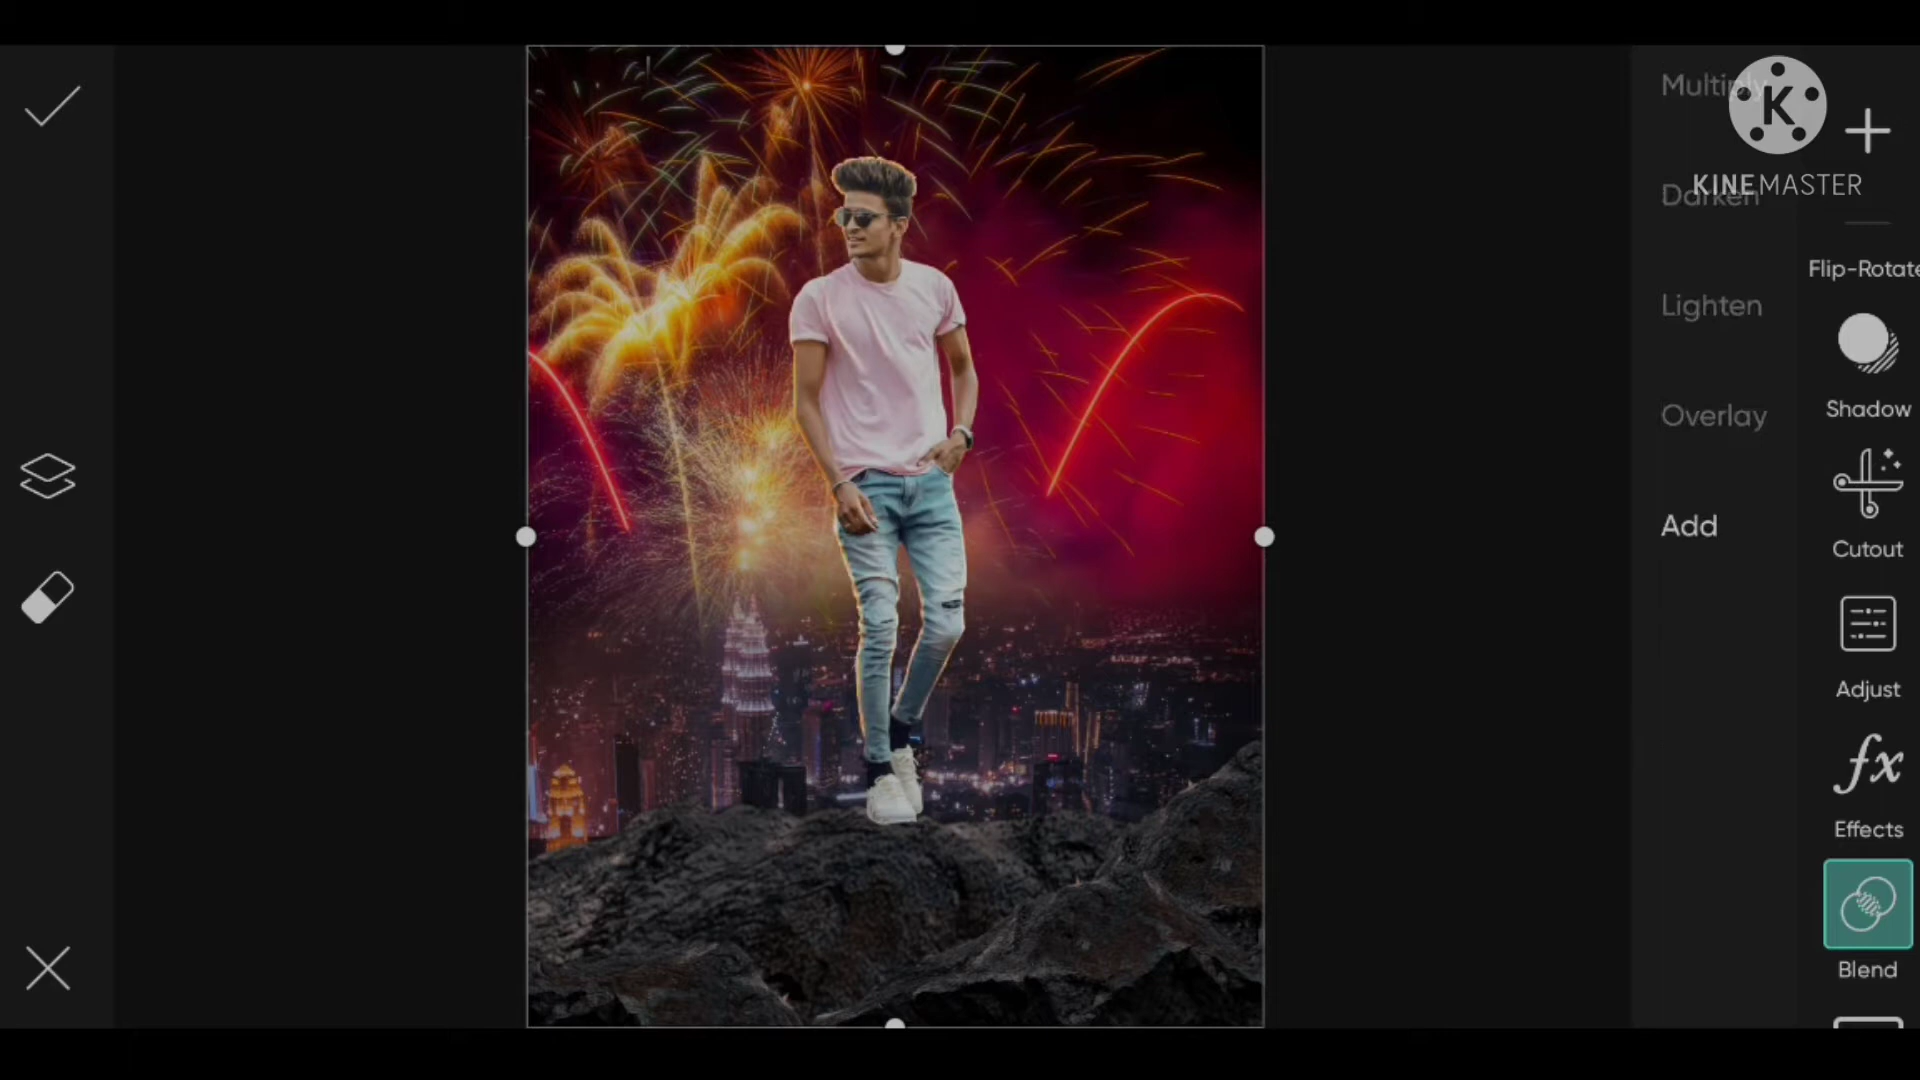 Multiply
K
KINEMASTER
Darken
Flip-Rotate
Lighten
Shadow
Overlay
Add
Cutout
Adjust
fx
Effects
Blend